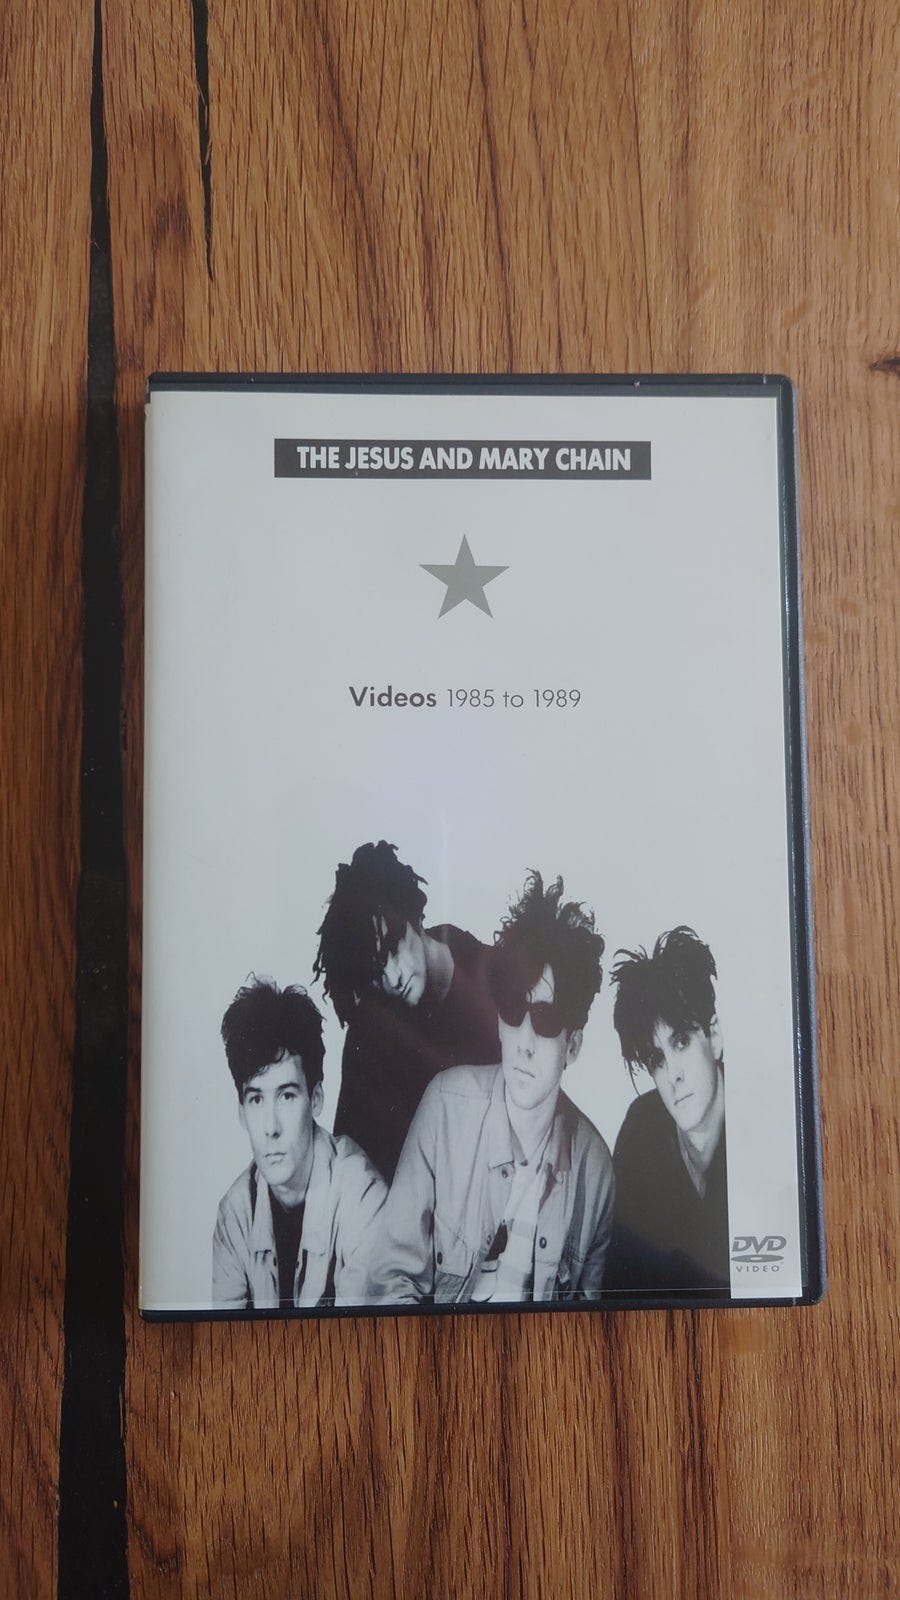 THE JESUS AND MARY CHAIN
Videos 1985 to 1989
DVD
VIDEO